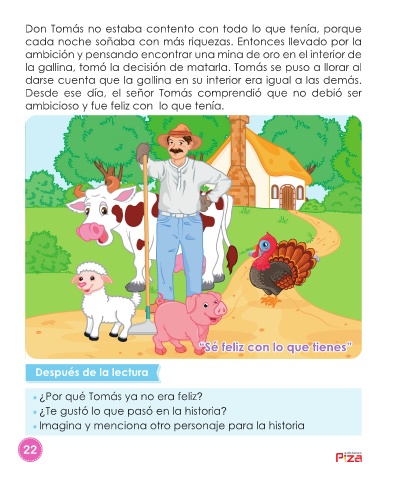 Don Tomás no estaba contento con todo lo que tenía, porque
cada noche soñaba con más riquezas. Entonces llevado por la
ambición y pensando encontrar una mina de oro en el interior de
la gallina, tomó la decisión de matarla. Tomás se puso a llorar al
darse cuenta que la gallina en su interior era igual a las demás.
Desde ese día, el señor Tomás comprendió que no debió ser
ambicioso y fue feliz con lo que tenía.
"Sé feliz con lo que tienes"
Después de la lectura
• ¿Por qué Tomás ya no era feliz?
• ¿Te gustó lo que pasó en la historia?
• Imagina y menciona otro personaje para la historia
22